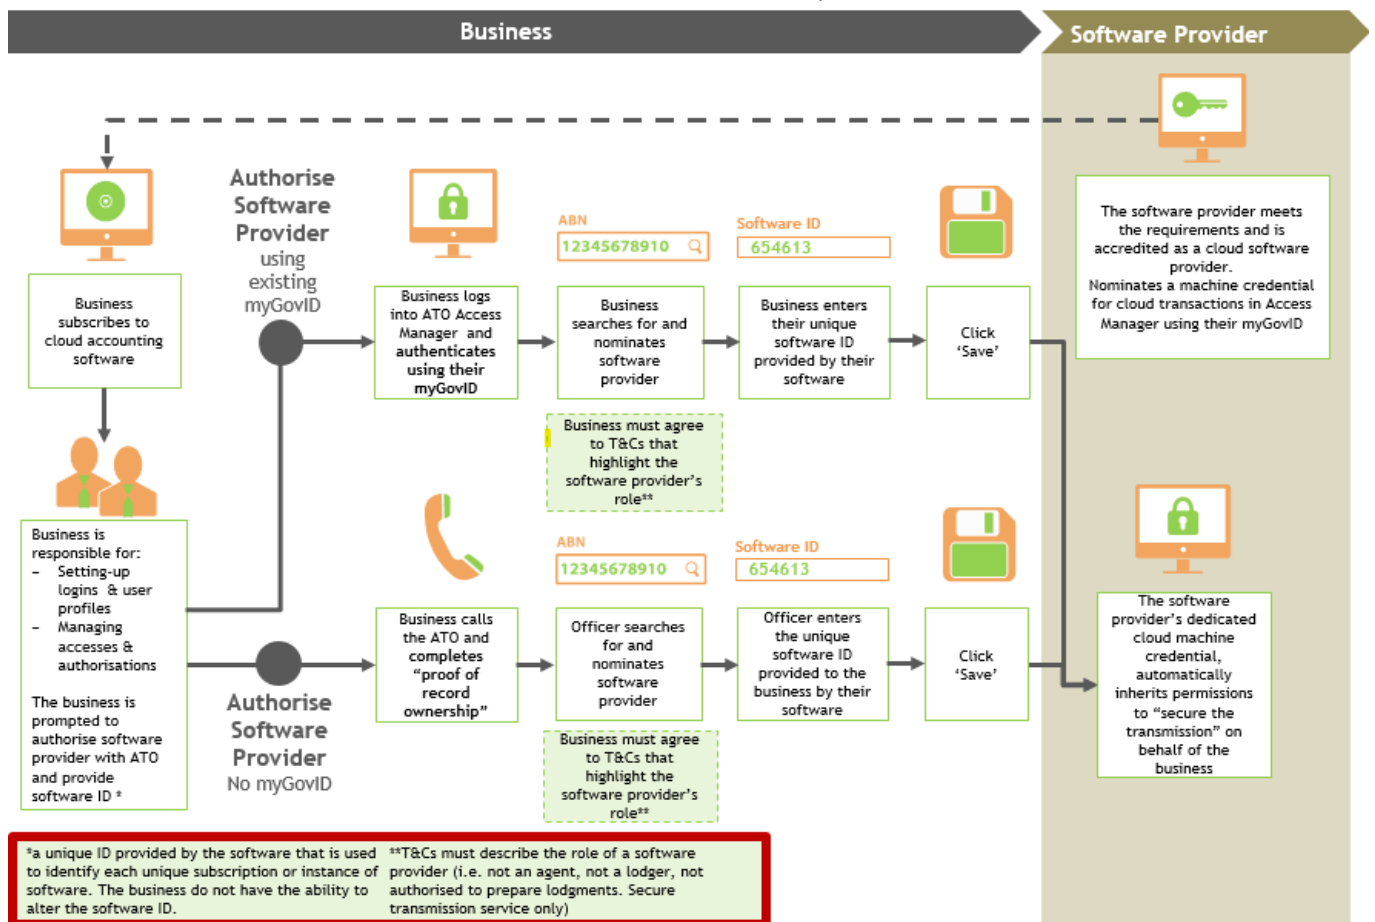 Business
Software Provider
Business
subscribes to
cloud accounting
software
Business is
responsible for:
– Setting-up
logins & user
profiles
– Managing
accesses &
authorisations
The business is
prompted to
authorise software
provider with ATO
and provide
software ID *
Authorise
Software
Provider
using
existing
myGovID
Business logs
into ATO Access
Manager and
authenticates
using their
myGovID
ABN
12345678910
Business
searches for and
nominates
software
provider
Business must agree
to T&Cs that
highlight the
software provider's
role**
Software ID
654613
Business enters
their unique
software ID
provided by their
software
Click
‘Save’
Authorise
Software
Provider
No myGovID
Business calls
the ATO and
completes
“proof of
record
ownership”
ABN
12345678910
Officer searches
for and
nominates
software
provider
Business must agree
to T&Cs that
highlight the
software provider's
role**
Software ID
654613
Officer enters
the unique
software ID
provided to the
business by their
software
Click
‘Save’
The software provider meets
the requirements and is
accredited as a cloud software
provider.
Nominates a machine credential
for cloud transactions in Access
Manager using their myGovID
The software
provider's dedicated
cloud machine
credential,
automatically
inherits permissions
to “secure the
transmission” on
behalf of the
business
*a unique ID provided by the software that is used
to identify each unique subscription or instance of
software. The business do not have the ability to
alter the software ID.
**T&Cs must describe the role of a software
provider (i.e. not an agent, not a lodger, not
authorised to prepare lodgments. Secure
transmission service only)